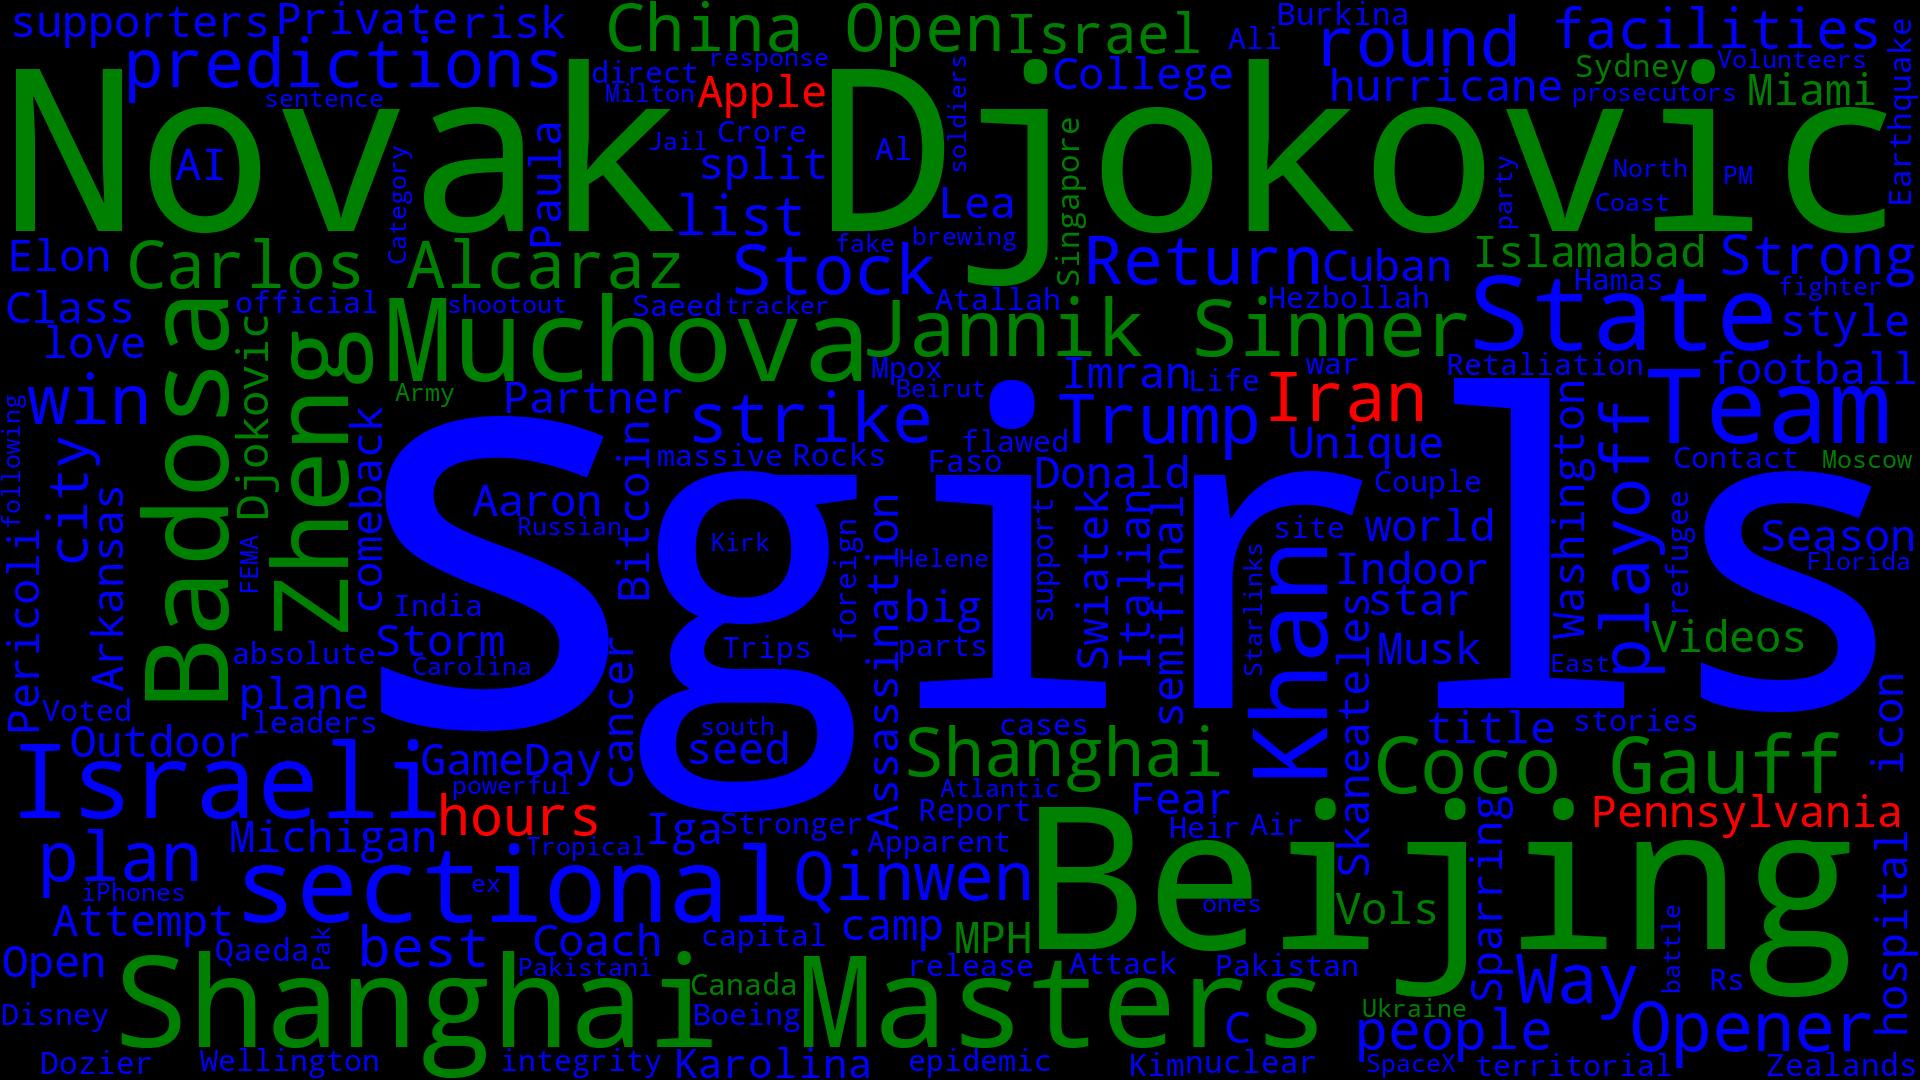 supporters Private risk China Open Israel Ali Burkina round facilities Earthquake
predictions sentence direct response Milton Apple soldiers College hurricane Sydney Volunteers prosecutors Miami
Novak Djokovic
AI Category Paula Jail Crore split Al Singapore party North PM
list Lea Coast
Elon Carlos Alcaraz Stock fake brewing Return Cuban Islamabad Strong
Class official shootout Saeed tracker Atallah Hezbollah Hamas State fighter
love Muchova Jannik Sinner style
Badosa Djokovic zheng Mpox Imran Life war Retaliation football
win Army Partner strike Beirut Trump Iran Team
following city comeback Bitcoin massive Rocks flawed Faso Donald Unique Washington playoff Contact Moscow
Sgirls
Pericoli Arkansas Aaron Russian Kirk foreign Assassination Helene support Swiatek Italian semifinal Couple site world refugee Season
FEMA India Starlinks Khan Indoor Florida
absolute Storm Carolina cancer Trips big parts Skaneateles star Musk East Videos
Voted plane leaders south seed cases title stories icon
Outdoor Israeli GameDay powerful Shanghai Coco Gauff
hours Atlantic Report Fear Pennsylvania
plan Michigan Tropical Iga Stronger Apparent Heir Air Sparring
iPhones sectional ex Qinwen Beijing ones hospital
Attempt camp Vols battle
Open Qaeda Pak best Coach capital MPH Way Rs
Pakistani release Attack Pakistan
Disney Shanghai Masters Canada Boeing C Ukraine people Opener
Dozier Wellington integrity Karolina epidemic Kim nuclear SpaceX territorial Zealands